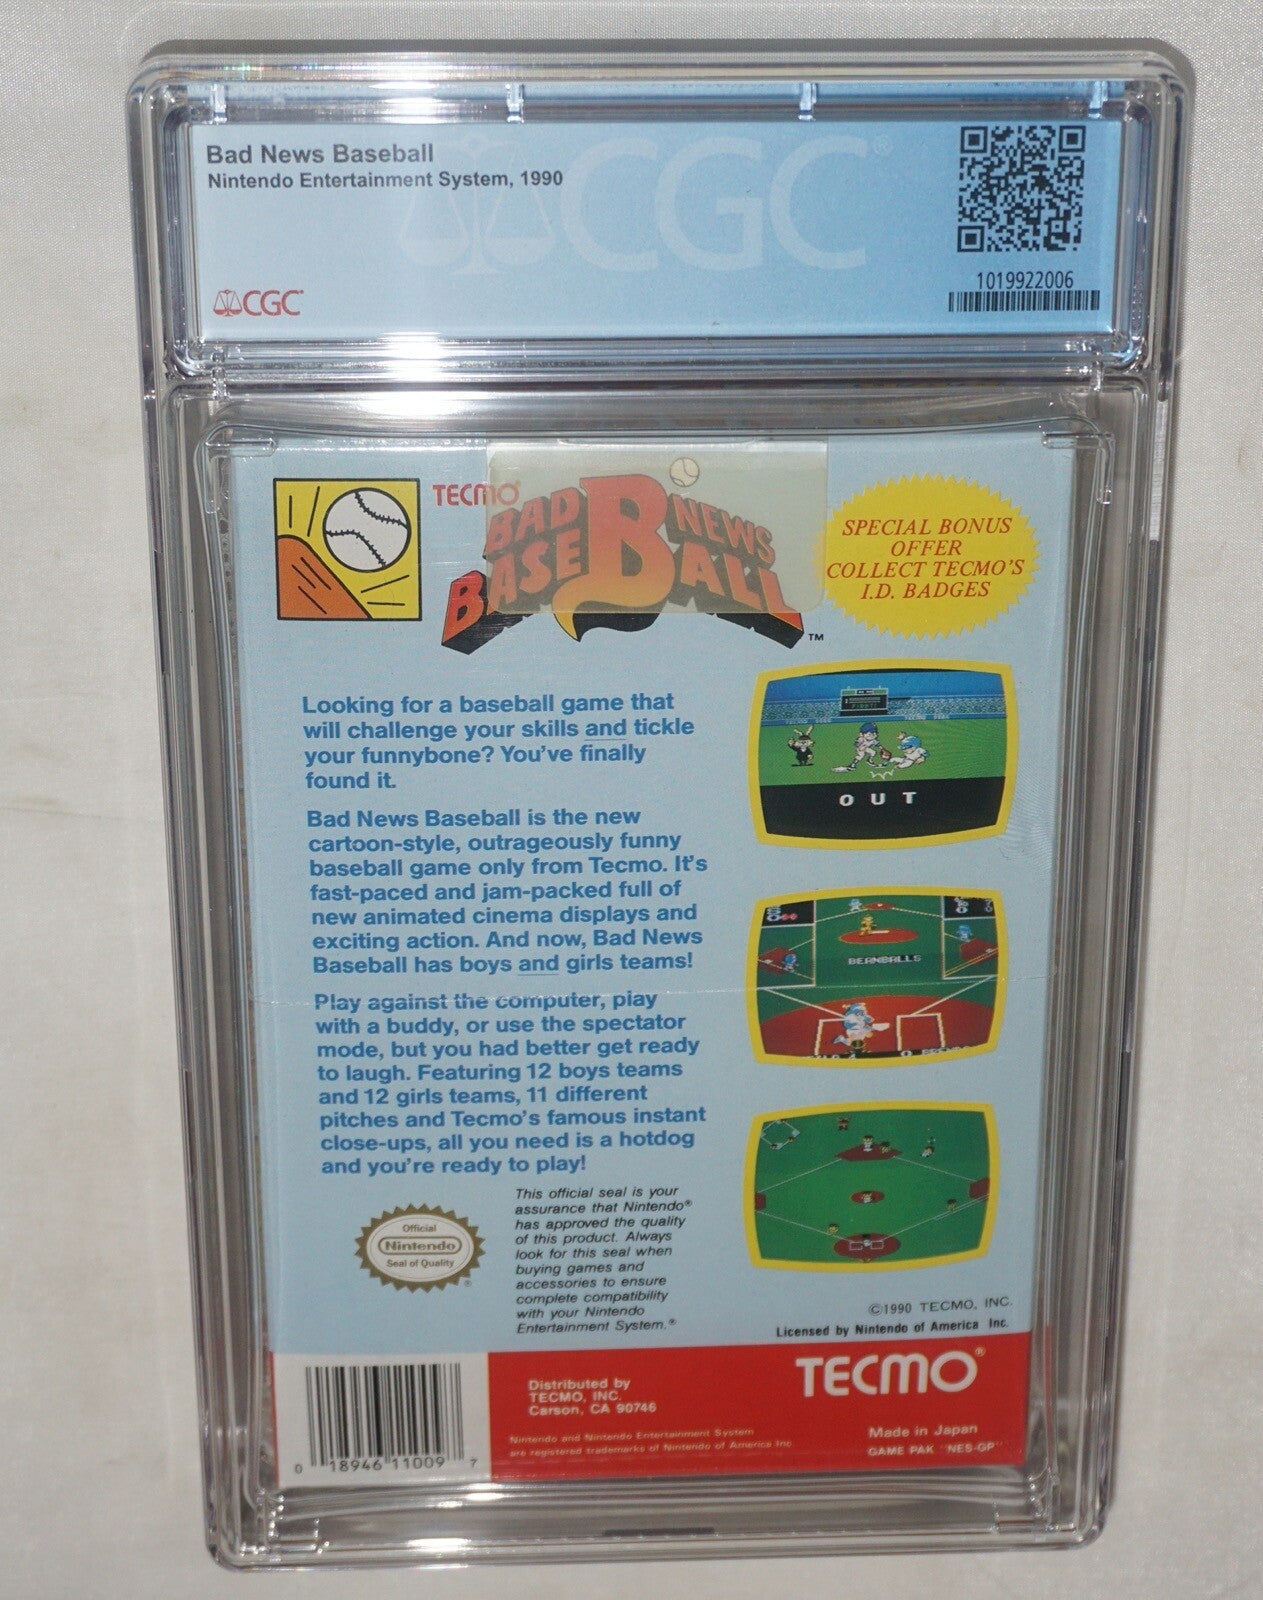 Bad News Baseball
Nintendo Entertainment System, 1990
CGC®
1019922006
CGC
TECMO®
BAD NEWS
BASEBALL
™
SPECIAL BONUS
OFFER
COLLECT TECMO'S
I.D. BADGES
Looking for a baseball game that
will challenge your skills and tickle
your funnybone? You've finally
found it.
Bad News Baseball is the new
cartoon-style, outrageously funny
baseball game only from Tecmo. It's
fast-paced and jam-packed full of
new animated cinema displays and
exciting action. And now, Bad News
Baseball has boys and girls teams!
Play against the computer, play
with a buddy, or use the spectator
mode, but you had better get ready
to laugh. Featuring 12 boys teams
and 12 girls teams, 11 different
pitches and Tecmo's famous instant
close-ups, all you need is a hotdog
and you're ready to play!
OUT
BEANBALLS
Official
Nintendo
Seal of Quality
®
This official seal is your
assurance that Nintendo®
has approved the quality
of this product. Always
look for this seal when
buying games and
accessories to ensure
complete compatibility
with your Nintendo
Entertainment System.®
©1990 TECMO, INC.
Licensed by Nintendo of America Inc.
0 18946 11009 7
Distributed by
TECMO, INC.
Carson, CA 90746
Nintendo and Nintendo Entertainment System
are registered trademarks of Nintendo of America Inc.
TECMO®
Made in Japan
GAME PAK "NES-GP"